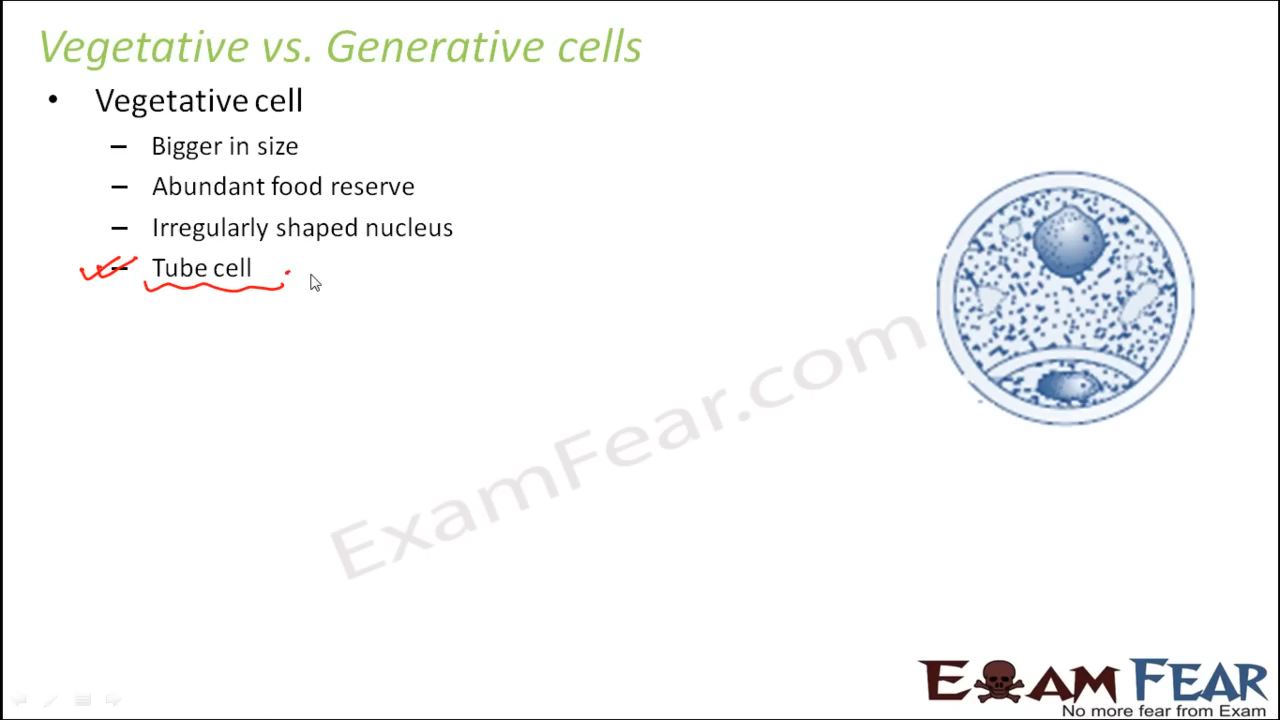 Vegetative vs. Generative cells
• Vegetative cell
– Bigger in size
– Abundant food reserve
– Irregularly shaped nucleus
– Tube cell
ExamFear.com
EXAM FEAR
No more fear from Exam